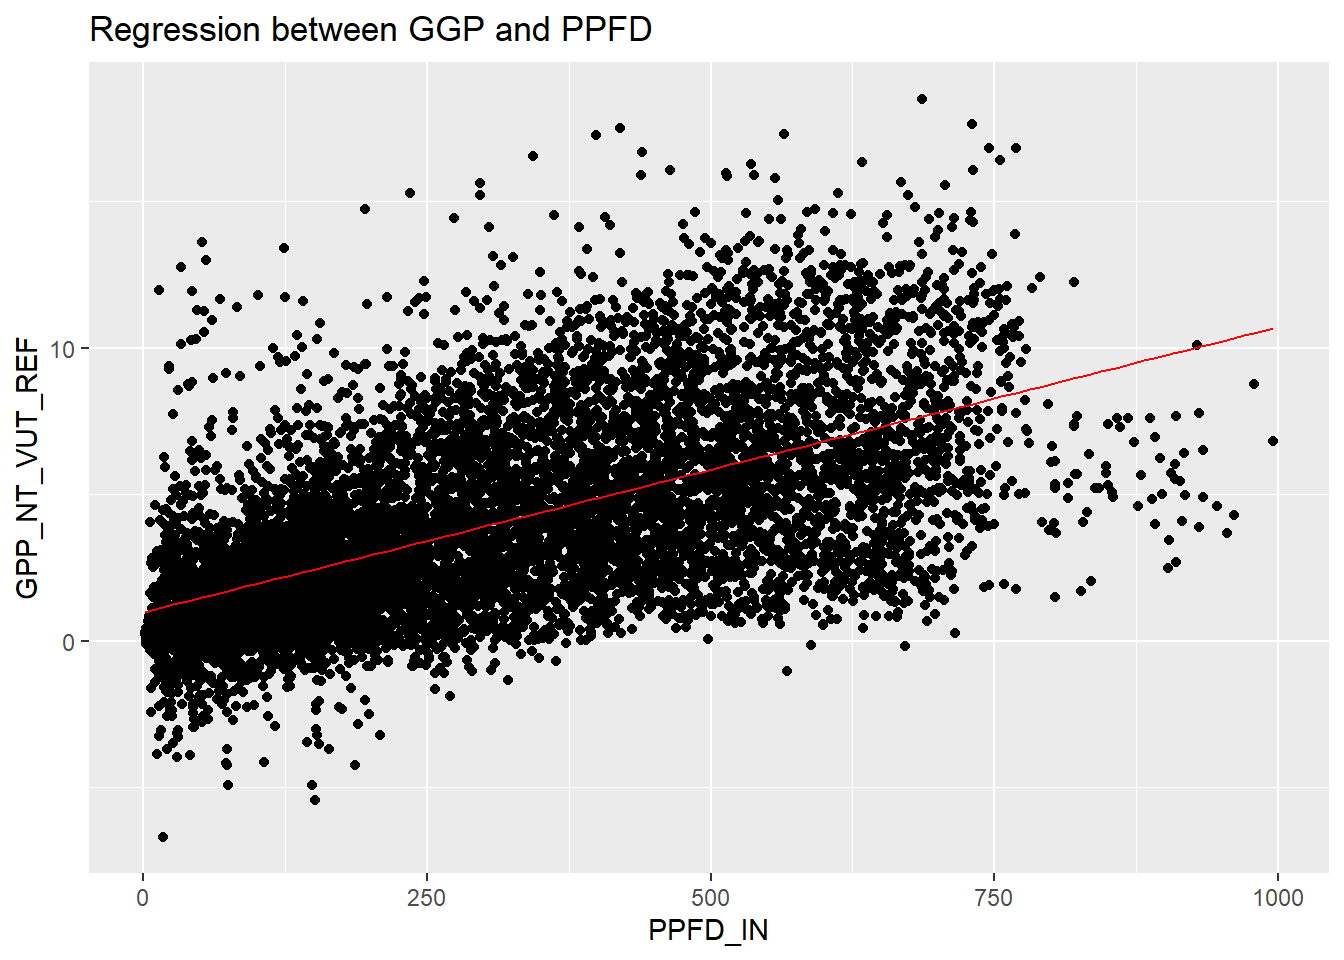 Regression between GGP and PPFD
GPP_NT_VUT_REF
10
0
0
250
500
750
1000
PPFD_IN